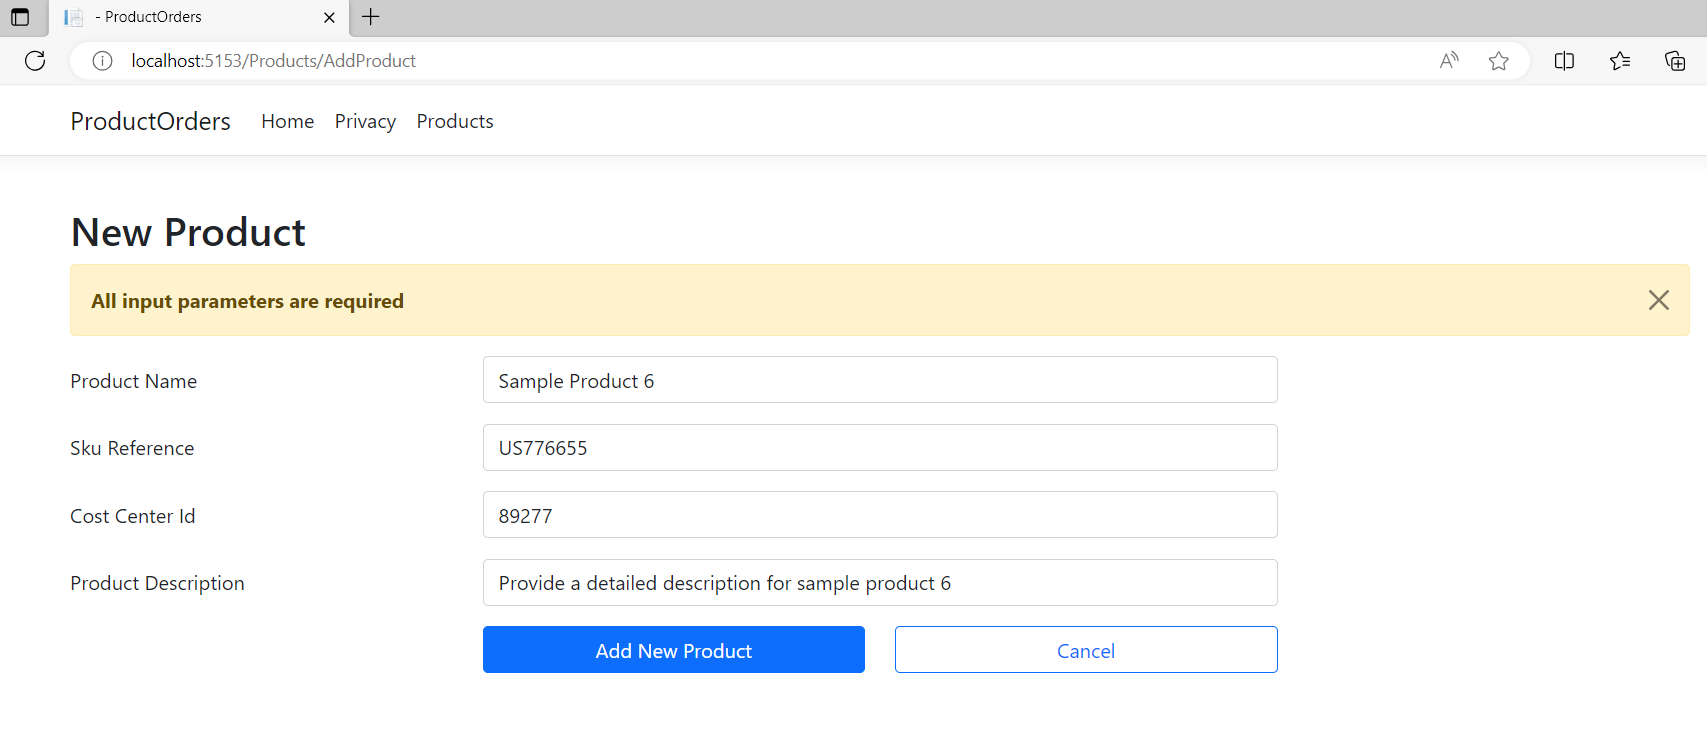 - ProductOrders
localhost:5153/Products/AddProduct
ProductOrders Home Privacy Products
New Product
All input parameters are required
Product Name Sample Product 6
Sku Reference US776655
Cost Center Id 89277
Product Description Provide a detailed description for sample product 6
Add New Product Cancel